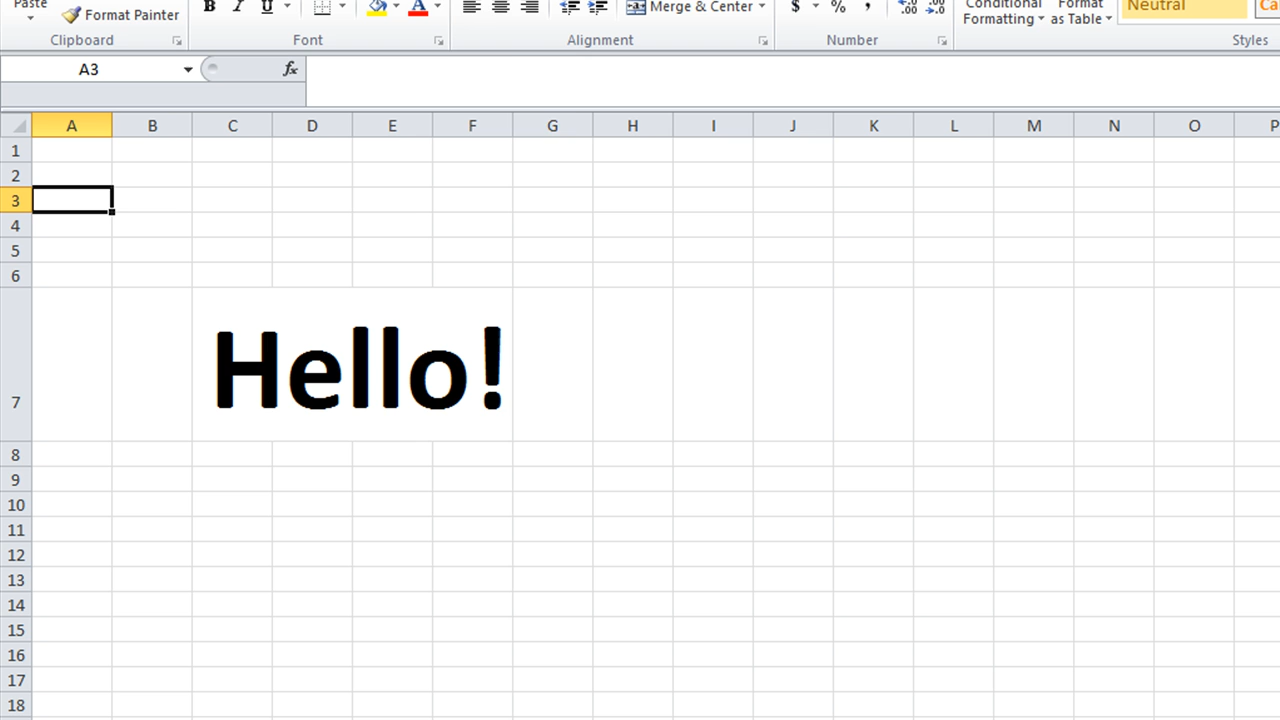 Paste
Format Painter
B I U
A
Merge & Center
$ % ,
Conditional Formatting
Format as Table
Neutral
Clipboard
Font
Alignment
Number
Styles
A3
fx
A B C D E F G H I J K L M N O P
1
2
3
4
5
6
Hello!
7
8
9
10
11
12
13
14
15
16
17
18